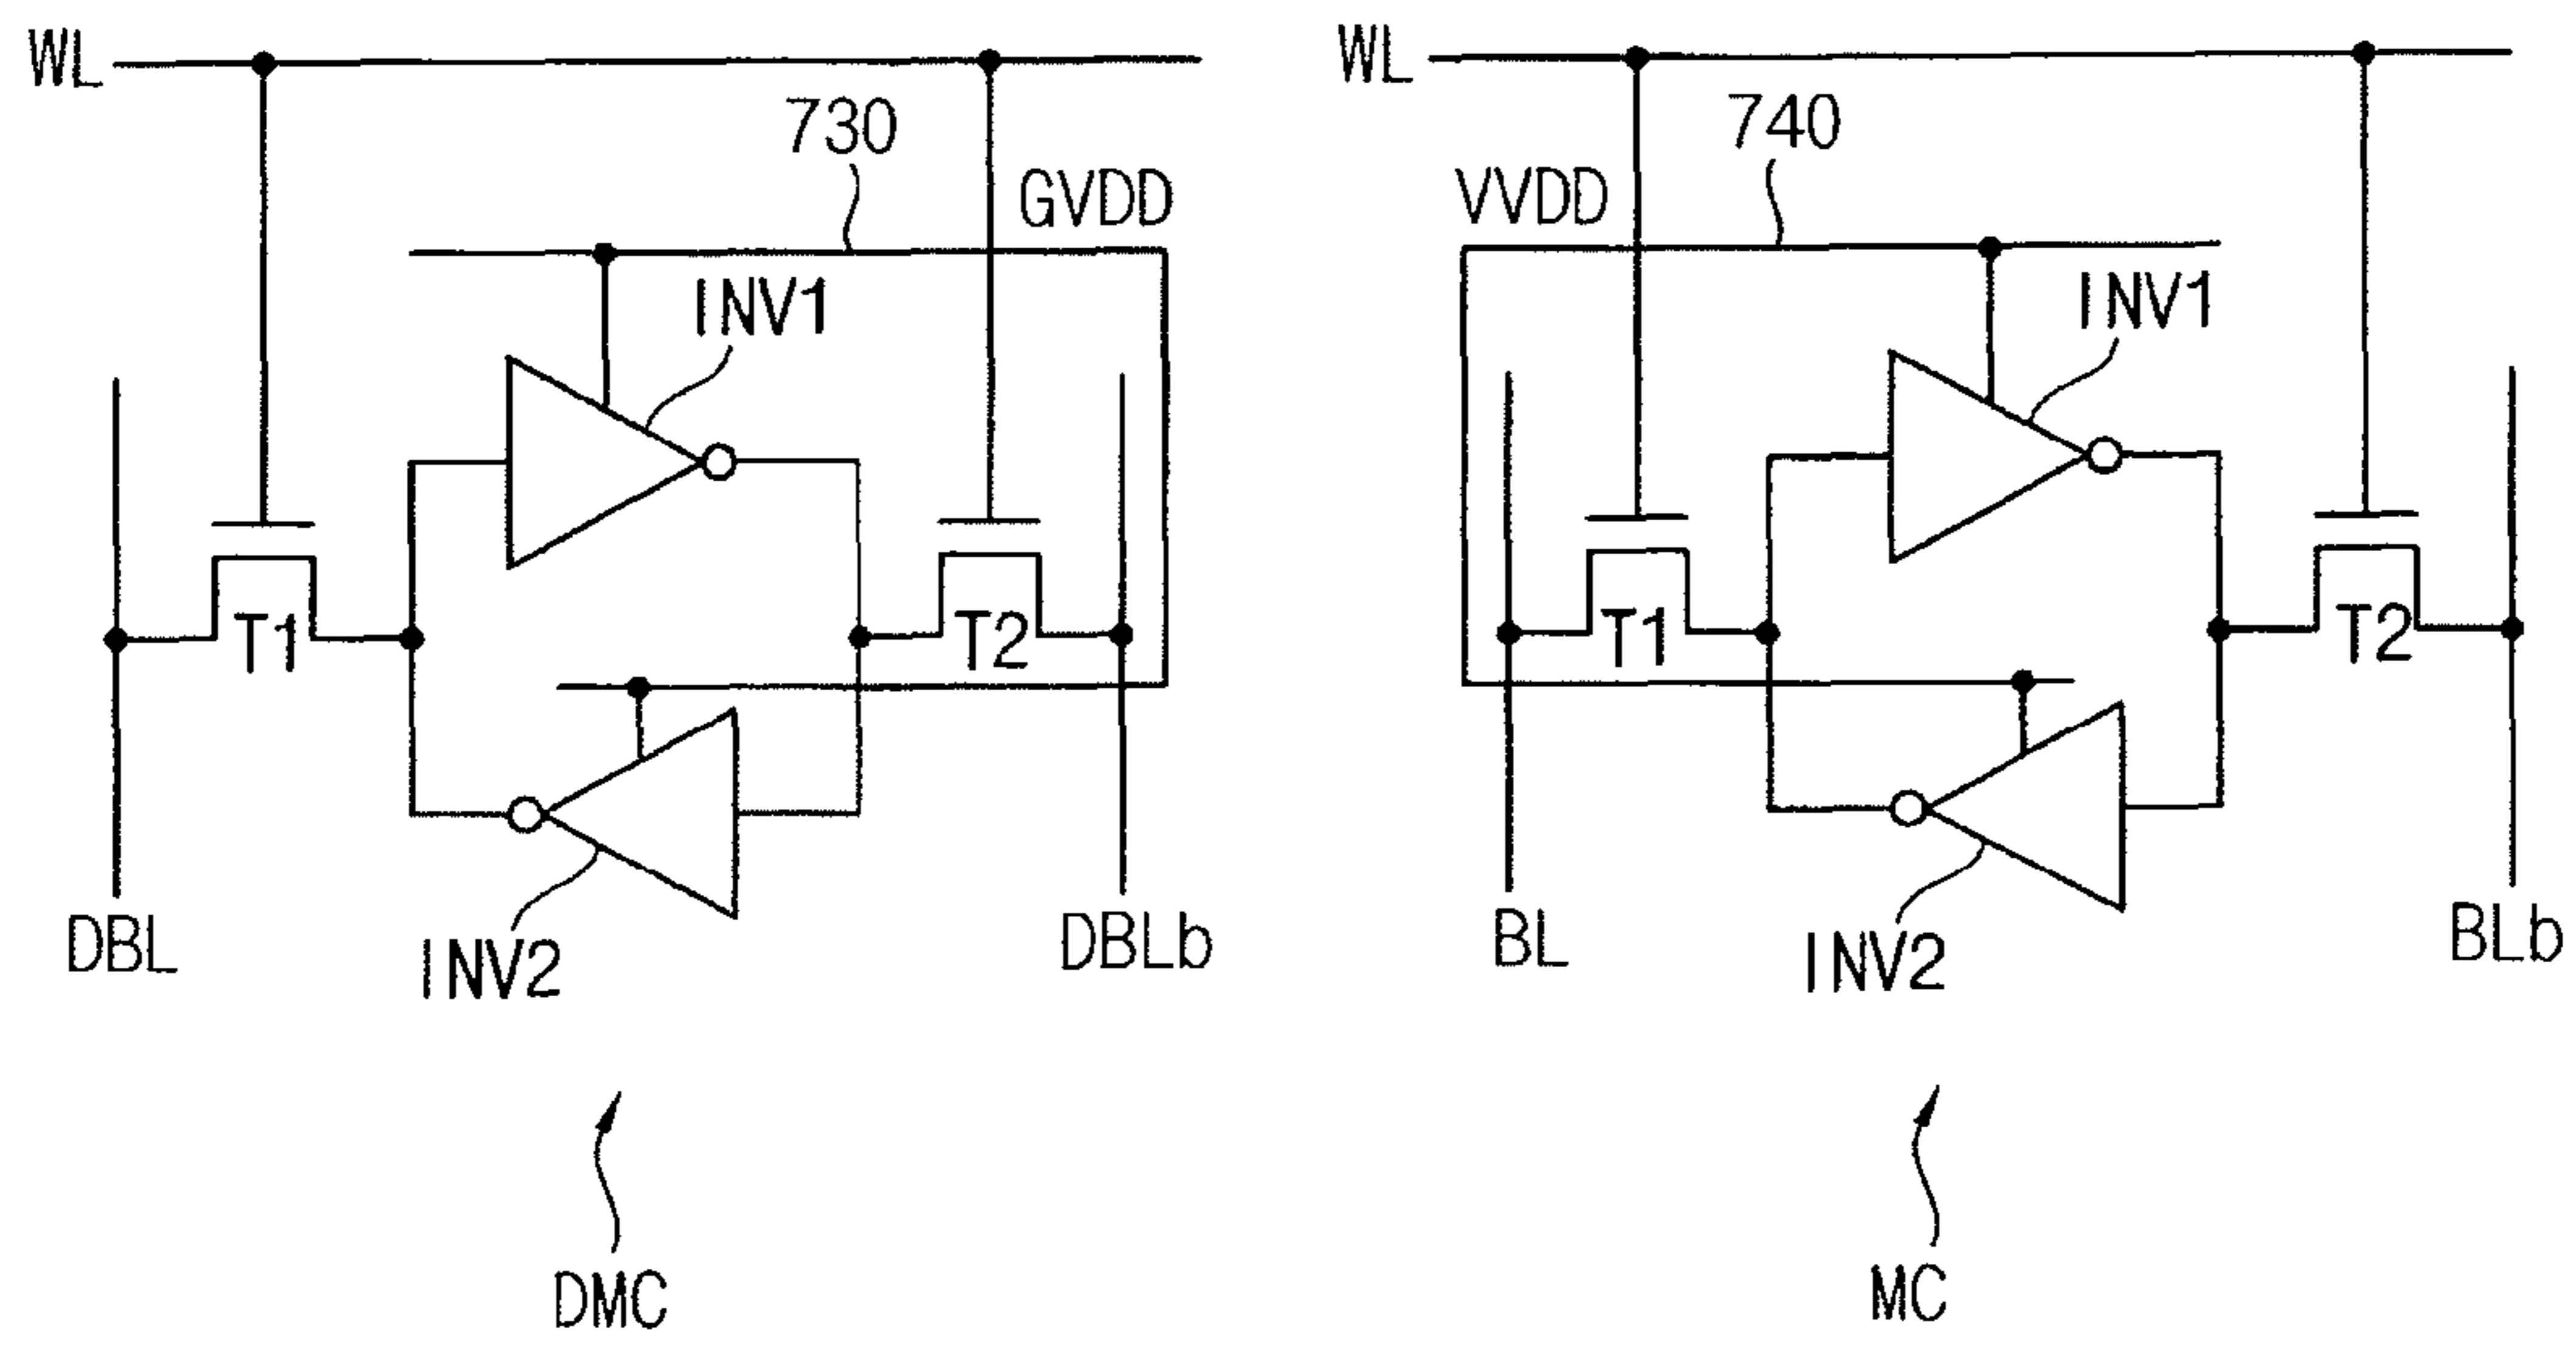 WL
730
GVDD
INV1
T1
T2
DBL
INV2
DBLb
DMC
WL
740
VVDD
INV1
T1
T2
BL
INV2
BLb
MC